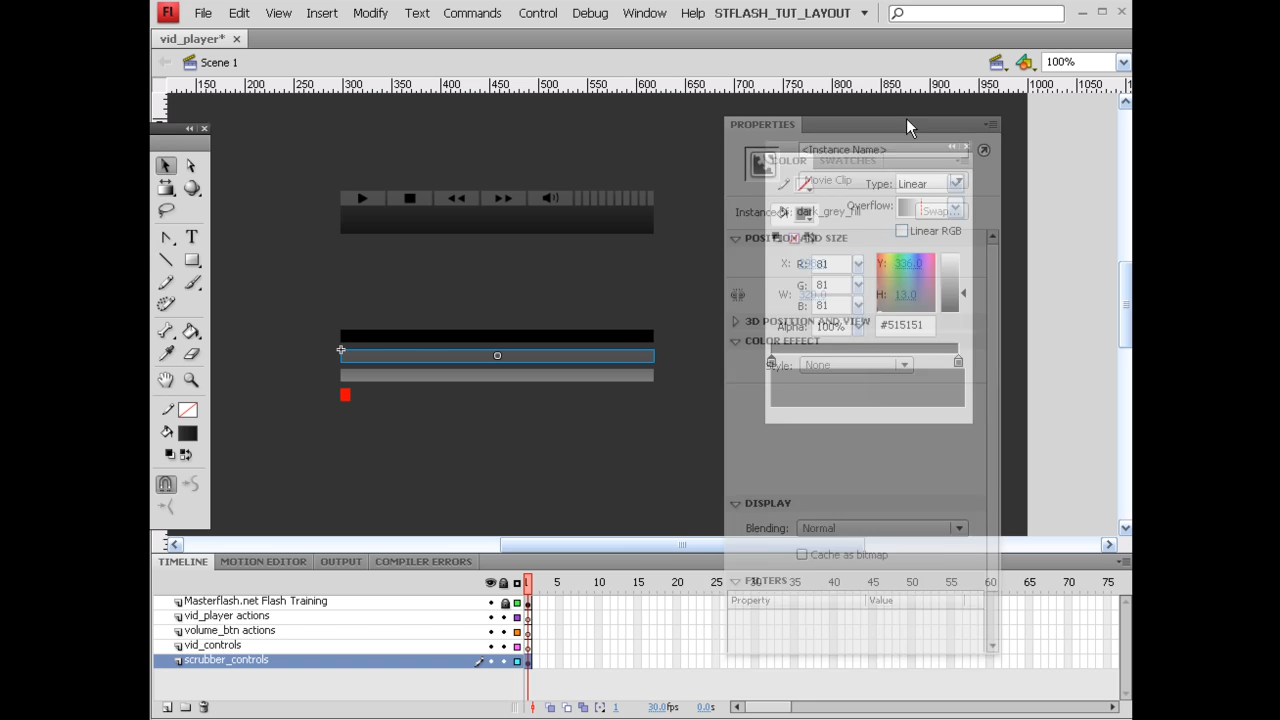 Fl File Edit View Insert Modify Text Commands Control Debug Window Help STFLASH_TUT_LAYOUT
vid_player*
Scene 1 100%
150 200 250 300 350 400 450 500 550 600 700 750 800 850 900 950 1000 1050
PROPERTIES
<Instance Name>
COLOR SWATCHES
Movie Clip Type: Linear
Overflow:
Instance of: dark_grey_fill Swap...
Linear RGB
POSITION AND SIZE
X: R: 81 Y: 336.0
G: 81
W: 320.0 H: 13.0
B: 81
3D POSITION AND VIEW
Alpha: 100% #515151
COLOR EFFECT
Style: None
DISPLAY
Blending: Normal
Cache as bitmap
TIMELINE MOTION EDITOR OUTPUT COMPILER ERRORS
FILTERS
1 5 10 15 20 25 30 35 40 45 50 55 60 65 70 75
Property Value
Masterflash.net Flash Training
vid_player actions
volume_btn actions
vid_controls
scrubber_controls
1 30.0fps 0.0s